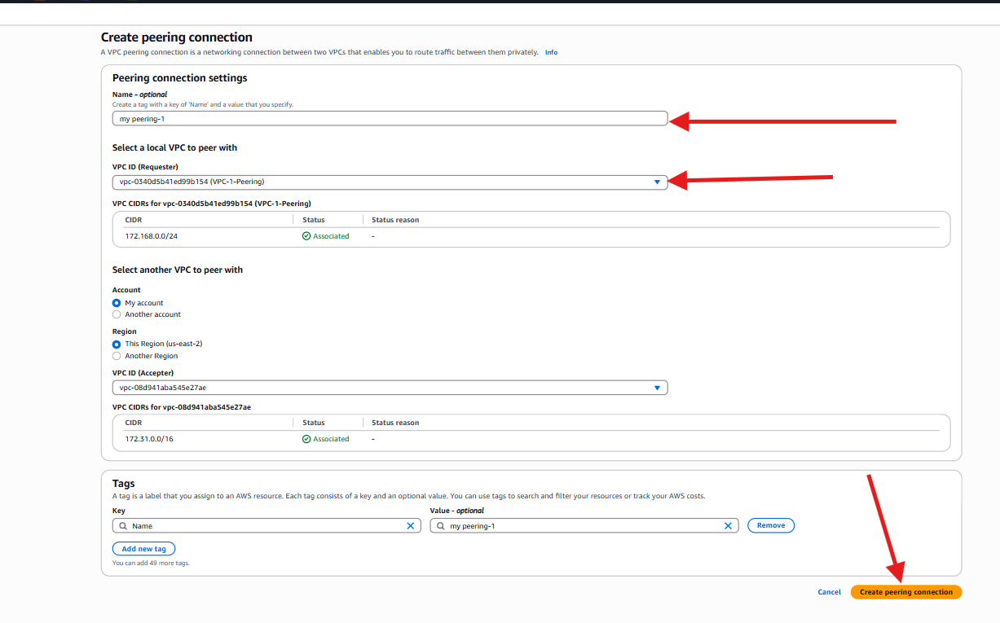 Create peering connection
A VPC peering connection is a networking connection between two VPCs that enables you to route traffic between them privately. Info
Peering connection settings
Name - optional
Create a tag with a key of 'Name' and a value that you specify.
my peering-1
Select a local VPC to peer with
VPC ID (Requester)
vpc-0340d5b41ed99b154 (VPC-1-Peering)
VPC CIDRs for vpc-0340d5b41ed99b154 (VPC-1-Peering)
CIDR Status Status reason
172.168.0.0/24 Associated -
Select another VPC to peer with
Account
My account
Another account
Region
This Region (us-east-2)
Another Region
VPC ID (Accepter)
vpc-08d941aba545e27ae
VPC CIDRs for vpc-08d941aba545e27ae
CIDR Status Status reason
172.31.0.0/16 Associated -
Tags
A tag is a label that you assign to an AWS resource. Each tag consists of a key and an optional value. You can use tags to search and filter your resources or track your AWS costs.
Key Value - optional
Name my peering-1 Remove
Add new tag
You can add 49 more tags.
Cancel Create peering connection